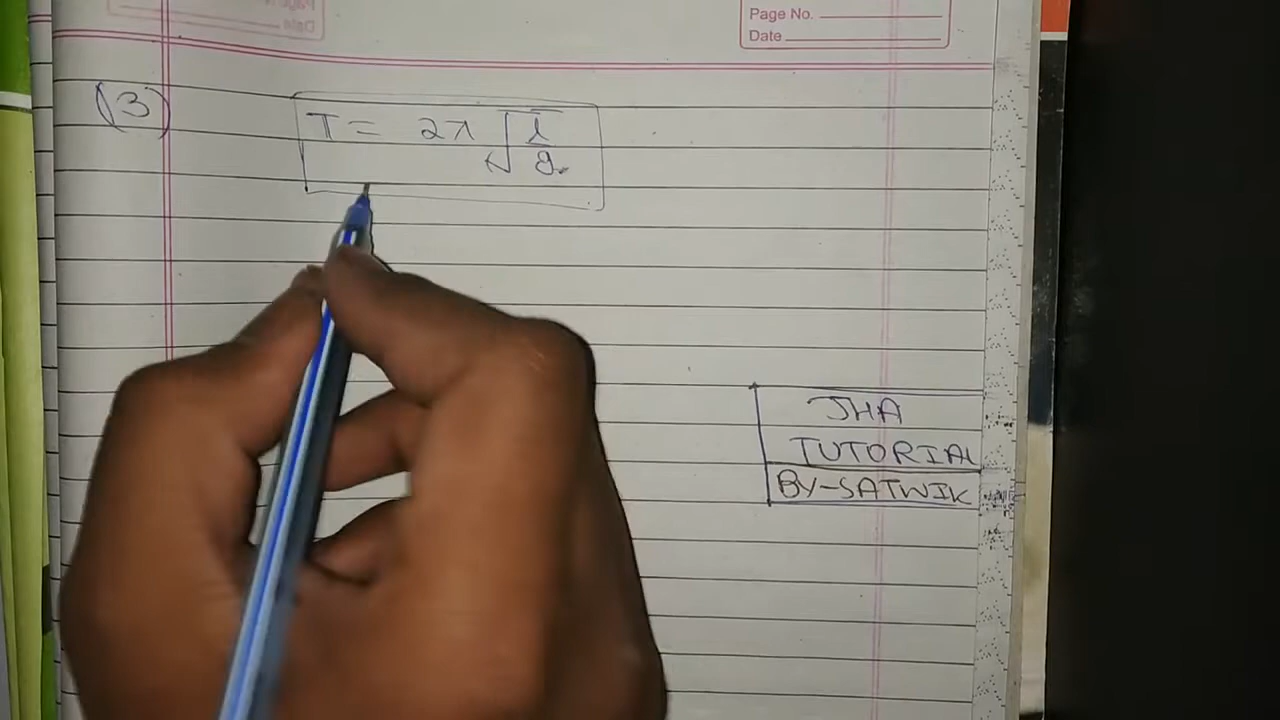 Page No.
Date
(3)
T = 2π √(l/g)
JHA
TUTORIAL
BY-SATWIK